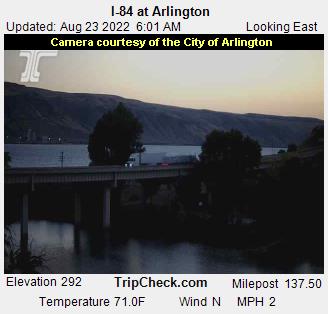 I-84 at Arlington
Updated: Aug 23 2022 6:01 AM Looking East
Camera courtesy of the City of Arlington
Elevation 292 TripCheck.com Milepost 137.50
Temperature 71.0F Wind N MPH 2